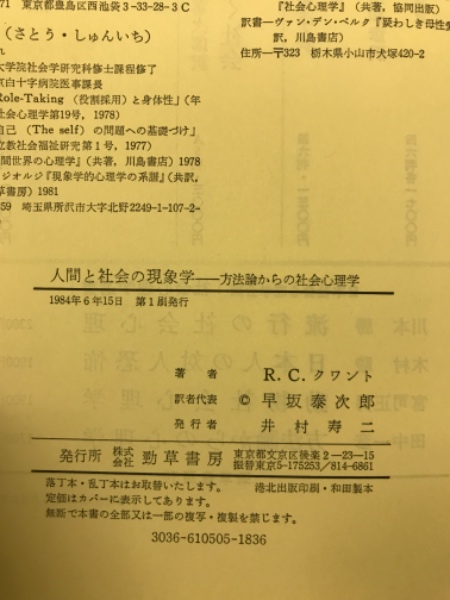 71 東京都豊島区西池袋3-33-28-3
(さとう・しゅんいち)
れ
大学院社会学研究科修士課程修了
京白十字病院医事課長
Role-Taking (役割採用) と身体性」(年
社会心理学第19号, 1978)
自己 (The self) の問題への基礎づけ」
立教社会福祉研究第1号, 1977)
間世界の心理学』(共著, 川島書店) 1978
ジオルジ『現象学的心理学の系譜』(共訳,
草書房) 1981
59 埼玉県所沢市大字北野2249-1-107-2-
『社会心理学』(共著, 協同出版)
訳書―ヴァン・デン・ベルク『疑わしき母性愛
訳, 川島書店)
住所―〒323 栃木県小山市犬塚420-2
人間と社会の現象学――方法論からの社会心理学
1984年6年15日 第1刷発行
著者 R.C.クワント
訳者代表 © 早坂泰次郎
発行者 井村寿二
発行所 株式会社 勁草書房 東京都文京区後楽2-23-15
振替東京5-175253/814-6861
落丁本・乱丁本はお取替いたします。 港北出版印刷・和田製本
定価はカバーに表示してあります。
無断で本書の全部又は一部の複写・複製を禁じます。
3036-610505-1836